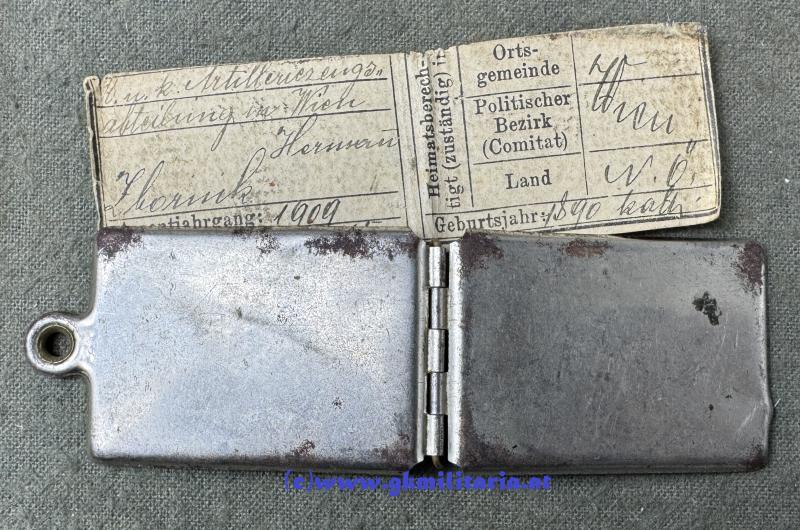 k. u. k. Artilleriezeugs-
abteilung in Wien
Hermann
entjahrgang: 1909
Heimatsberech-
tigt (zuständig) in
Orts-
gemeinde
Politischer
Bezirk
(Comitat)
Wien
Land
N. Ö.
Geburtsjahr: 1890 kath.
(c)www.gkmilitaria.at